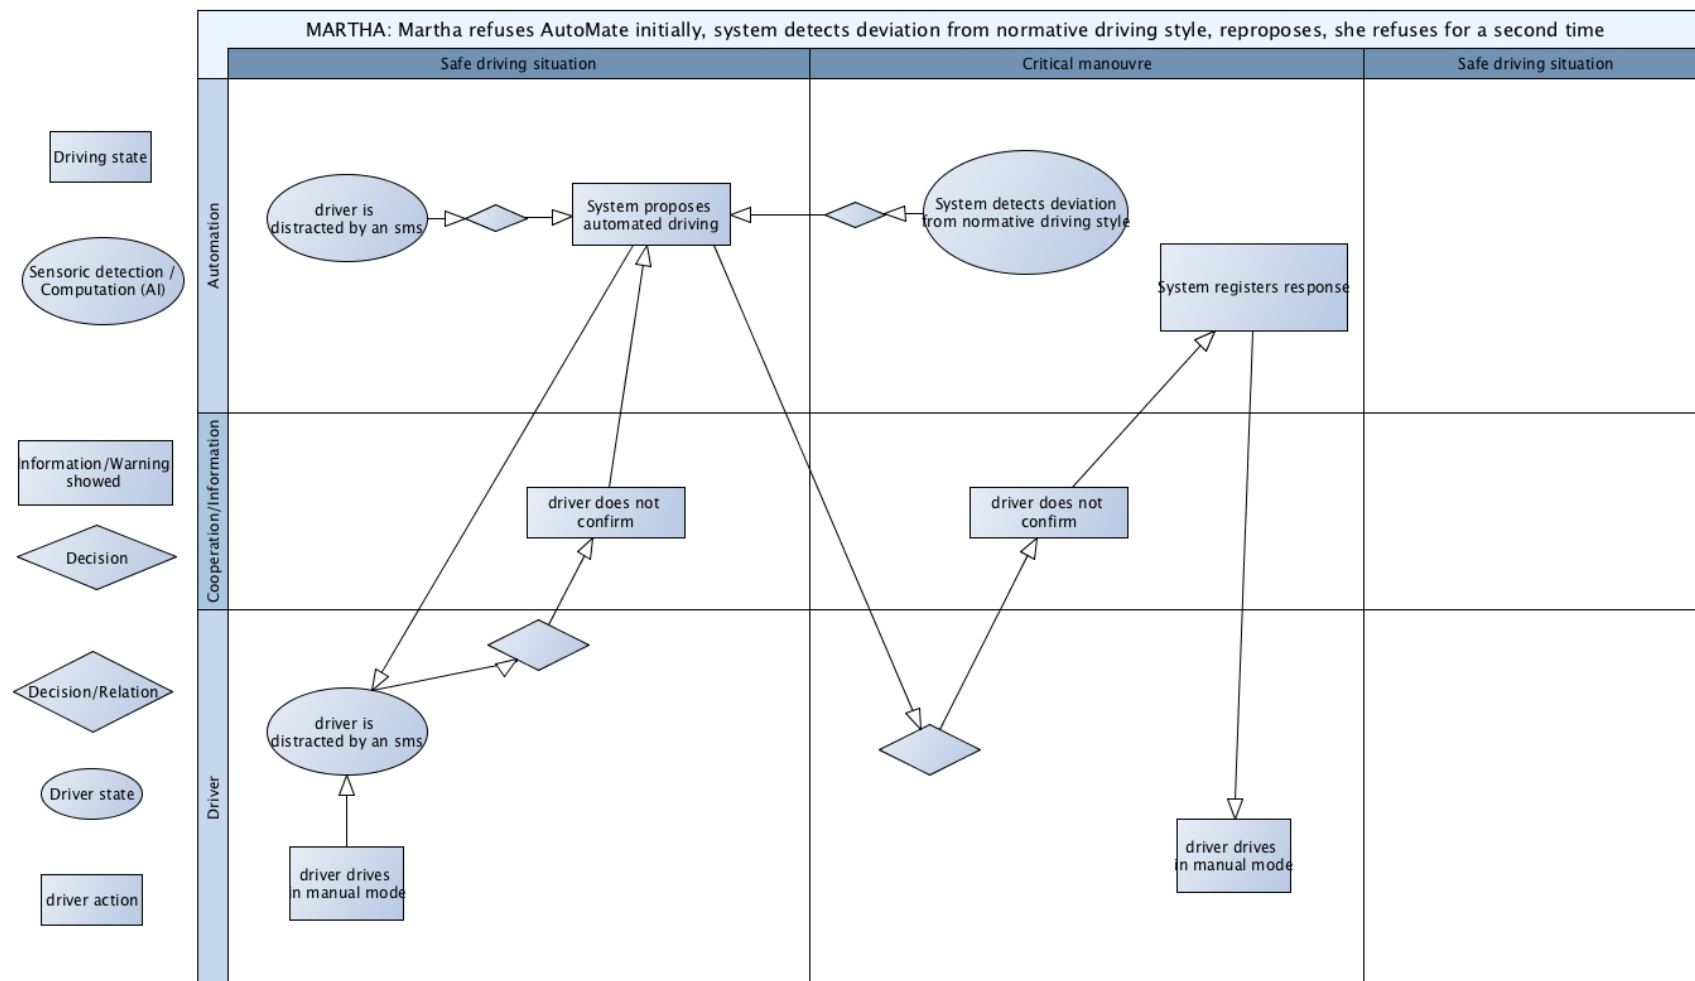 MARTHA: Martha refuses AutoMate initially, system detects deviation from normative driving style, reproposes, she refuses for a second time
Safe driving situation
Critical manouvre
Safe driving situation
Driving state
Sensoric detection /
Computation (AI)
Information/Warning
showed
Decision
Decision/Relation
Driver state
driver action
Automation
driver is
distracted by an sms
System proposes
automated driving
System detects deviation
from normative driving style
System registers response
Cooperation/Information
driver does not
confirm
driver does not
confirm
Driver
driver is
distracted by an sms
driver drives
in manual mode
driver drives
in manual mode